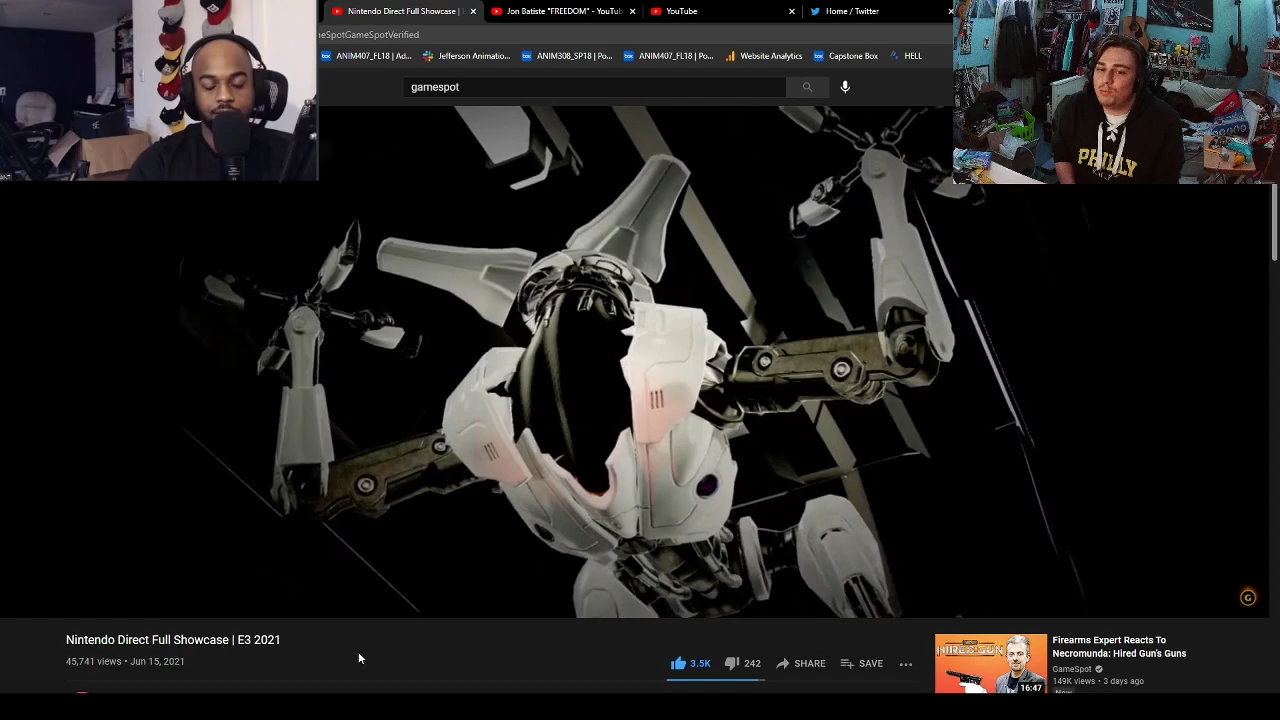 Nintendo Direct Full Showcase |
Jon Batiste "FREEDOM" - YouTub
YouTube
Home / Twitter
eSpotGameSpotVerified
ANIM407_FL18 | Ad...
Jefferson Animatio...
ANIM308_SP18 | Po...
ANIM407_FL18 | Po...
Website Analytics
Capstone Box
HELL
gamespot
PHILLY
G
Nintendo Direct Full Showcase | E3 2021
45,741 views • Jun 15, 2021
3.5K
242
SHARE
SAVE
HIRED GUN
16:47
Firearms Expert Reacts To
Necromunda: Hired Gun's Guns
GameSpot
149K views • 3 days ago